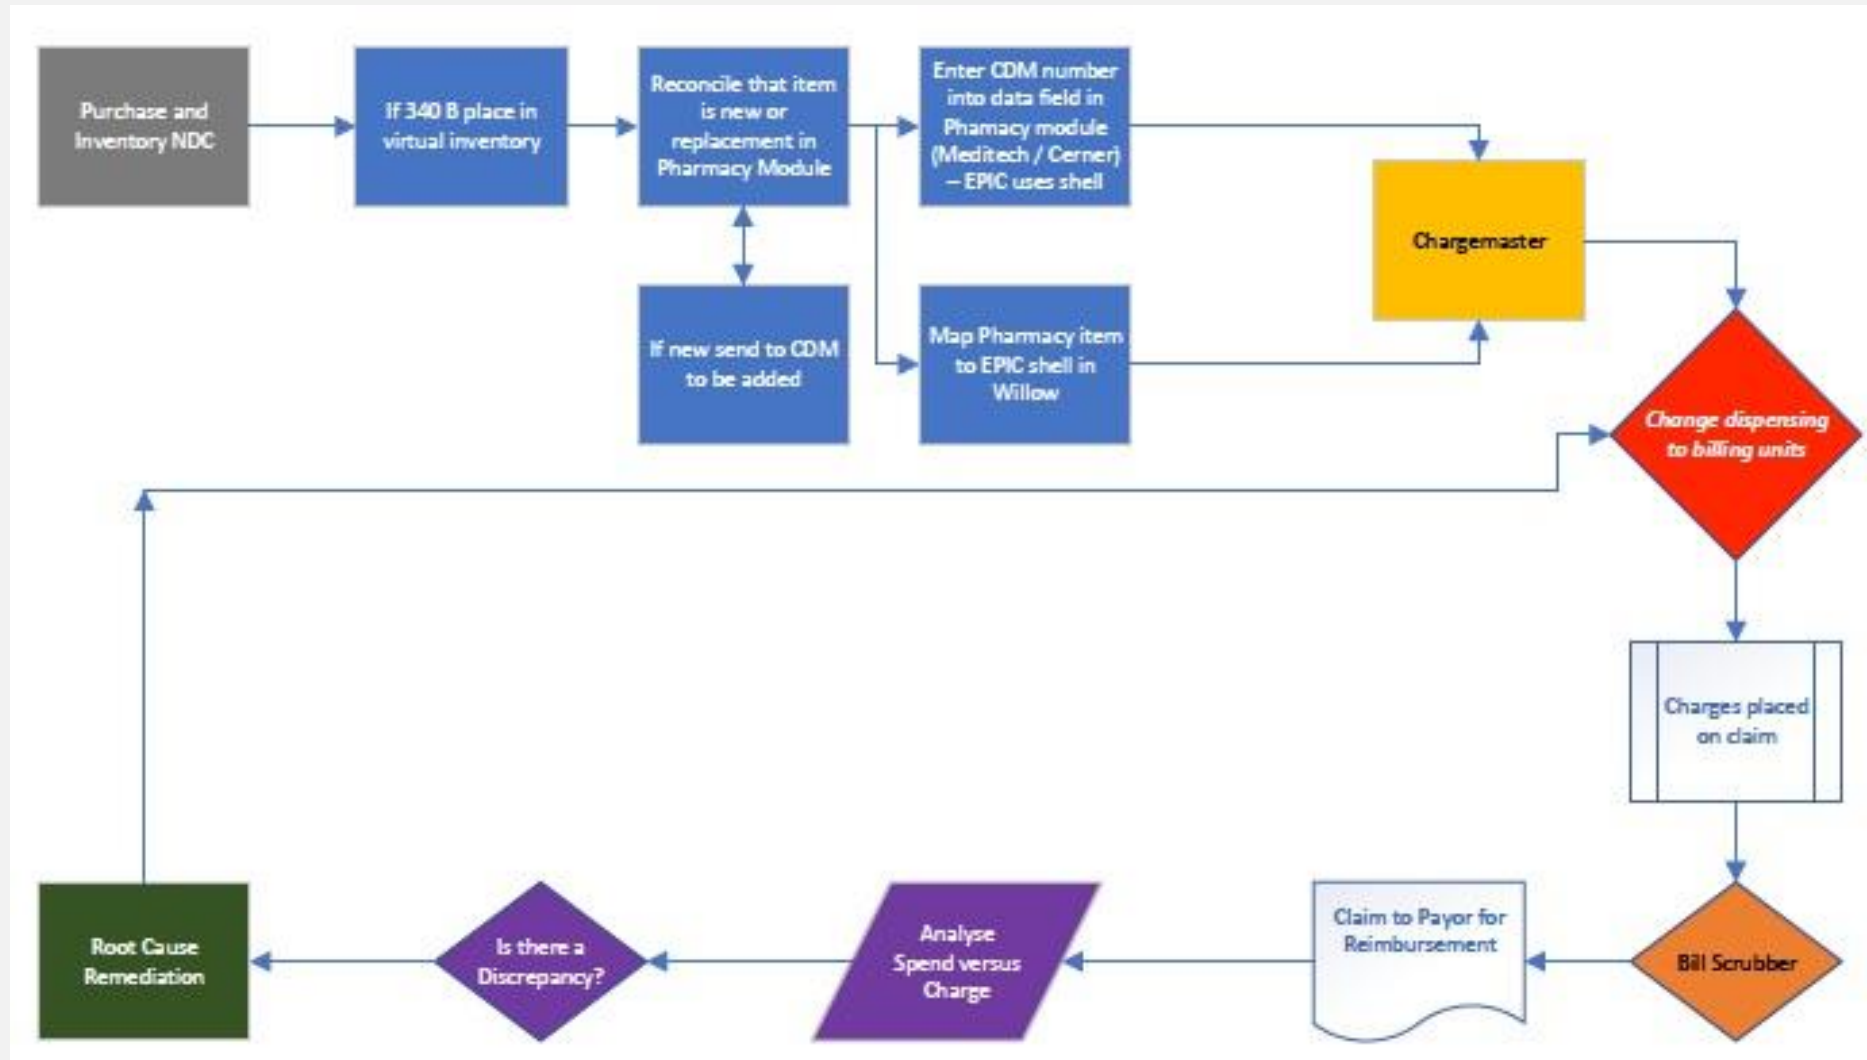 Purchase and
Inventory NDC
If 340 B place in
virtual inventory
Reconcile that item
is new or
replacement in
Pharmacy Module
Enter CDM number
into data field in
Phamacy module
(Meditech / Cerner)
– EPIC uses shell
Chargemaster
If new send to CDM
to be added
Map Pharmacy item
to EPIC shell in
Willow
Change dispensing
to billing units
Charges placed
on claim
Root Cause
Remediation
Is there a
Discrepancy?
Analyse
Spend versus
Charge
Claim to Payor for
Reimbursement
Bill Scrubber